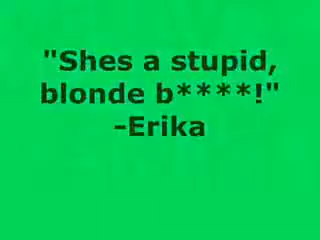 "Shes a stupid,
blonde b****!"
-Erika